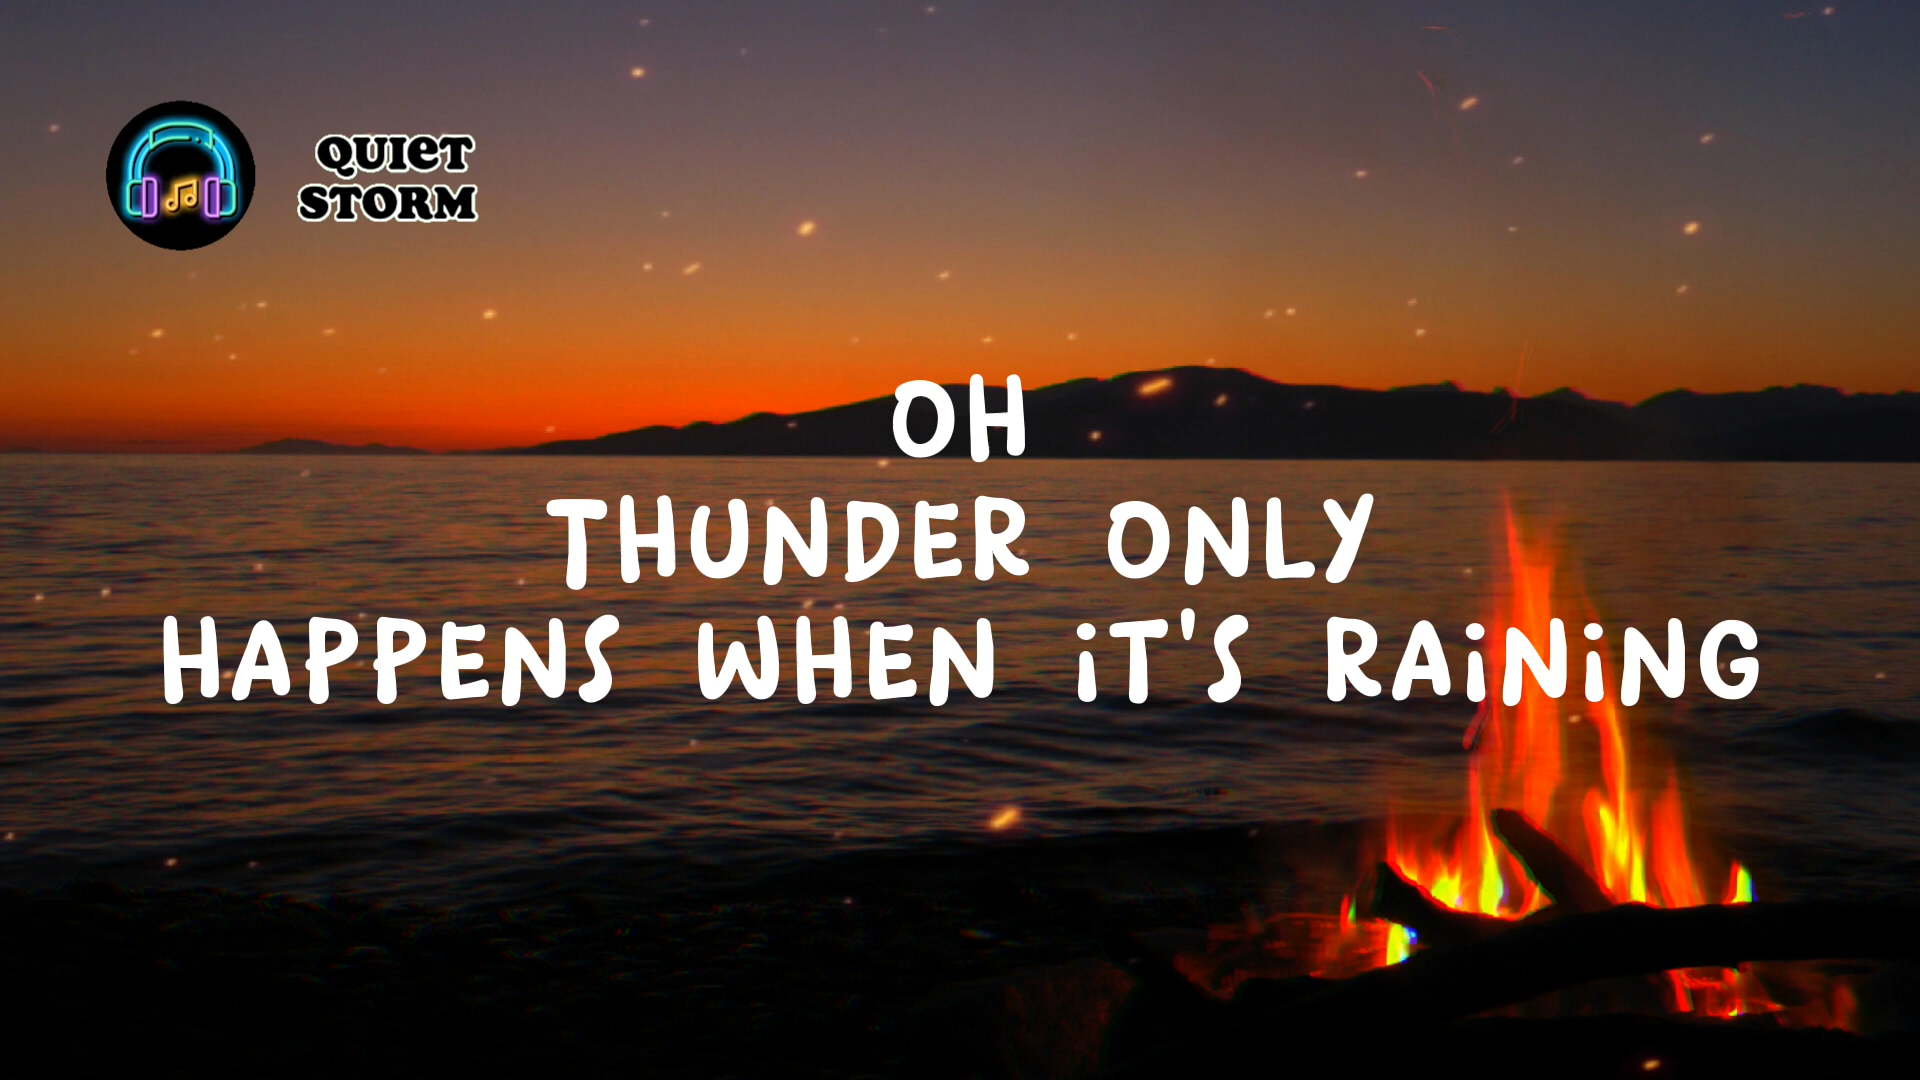 QUIET
STORM
OH
THUNDER ONLY
HAPPENS WHEN iT'S RAiNiNG